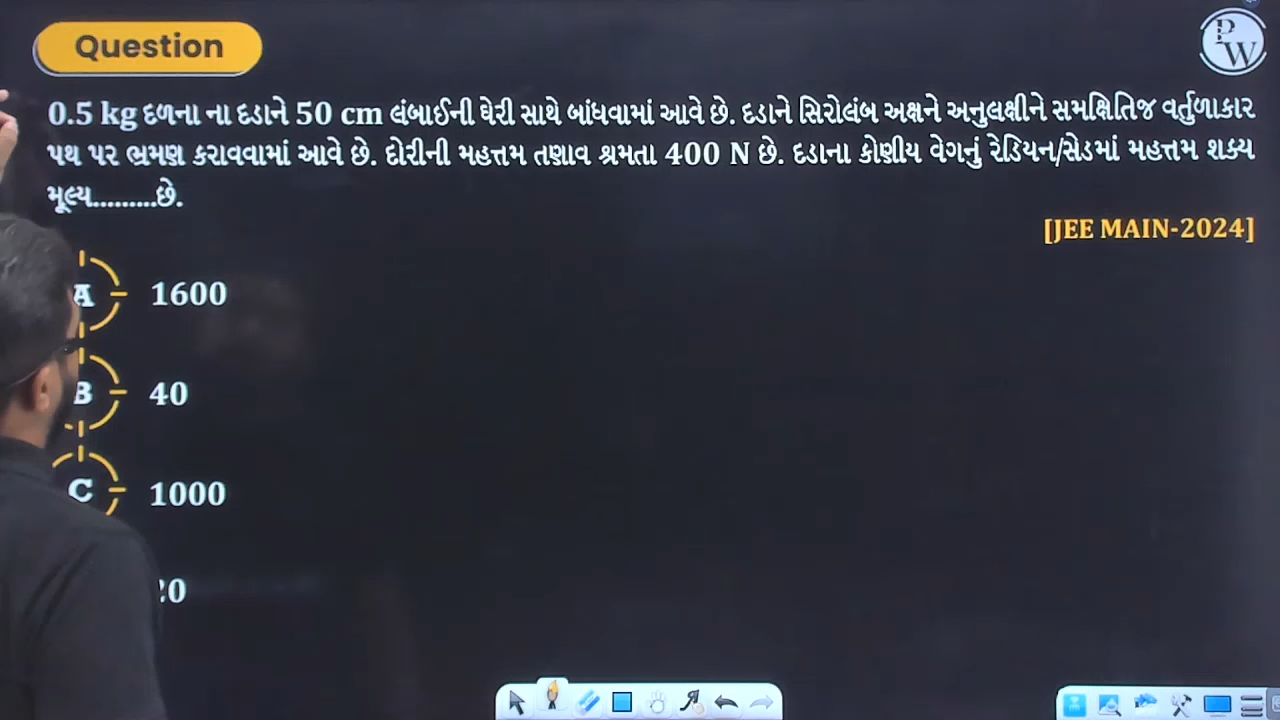 Question
PW
0.5 kg દળના ના દડાને 50 cm લંબાઈની ઘેરી સાથે બાંધવામાં આવે છે. દડાને સિરોલંબ અક્ષને અનુલક્ષીને સમક્ષિતિજ વર્તુળાકાર
પથ પર ભ્રમણ કરાવવામાં આવે છે. દોરીની મહત્તમ તણાવ શ્રમતા 400 N છે. દડાના કોણીય વેગનું રેડિયન/સેડમાં મહત્તમ શક્ય
મૂલ્ય.........છે.
[JEE MAIN-2024]
A 1600
B 40
C 1000